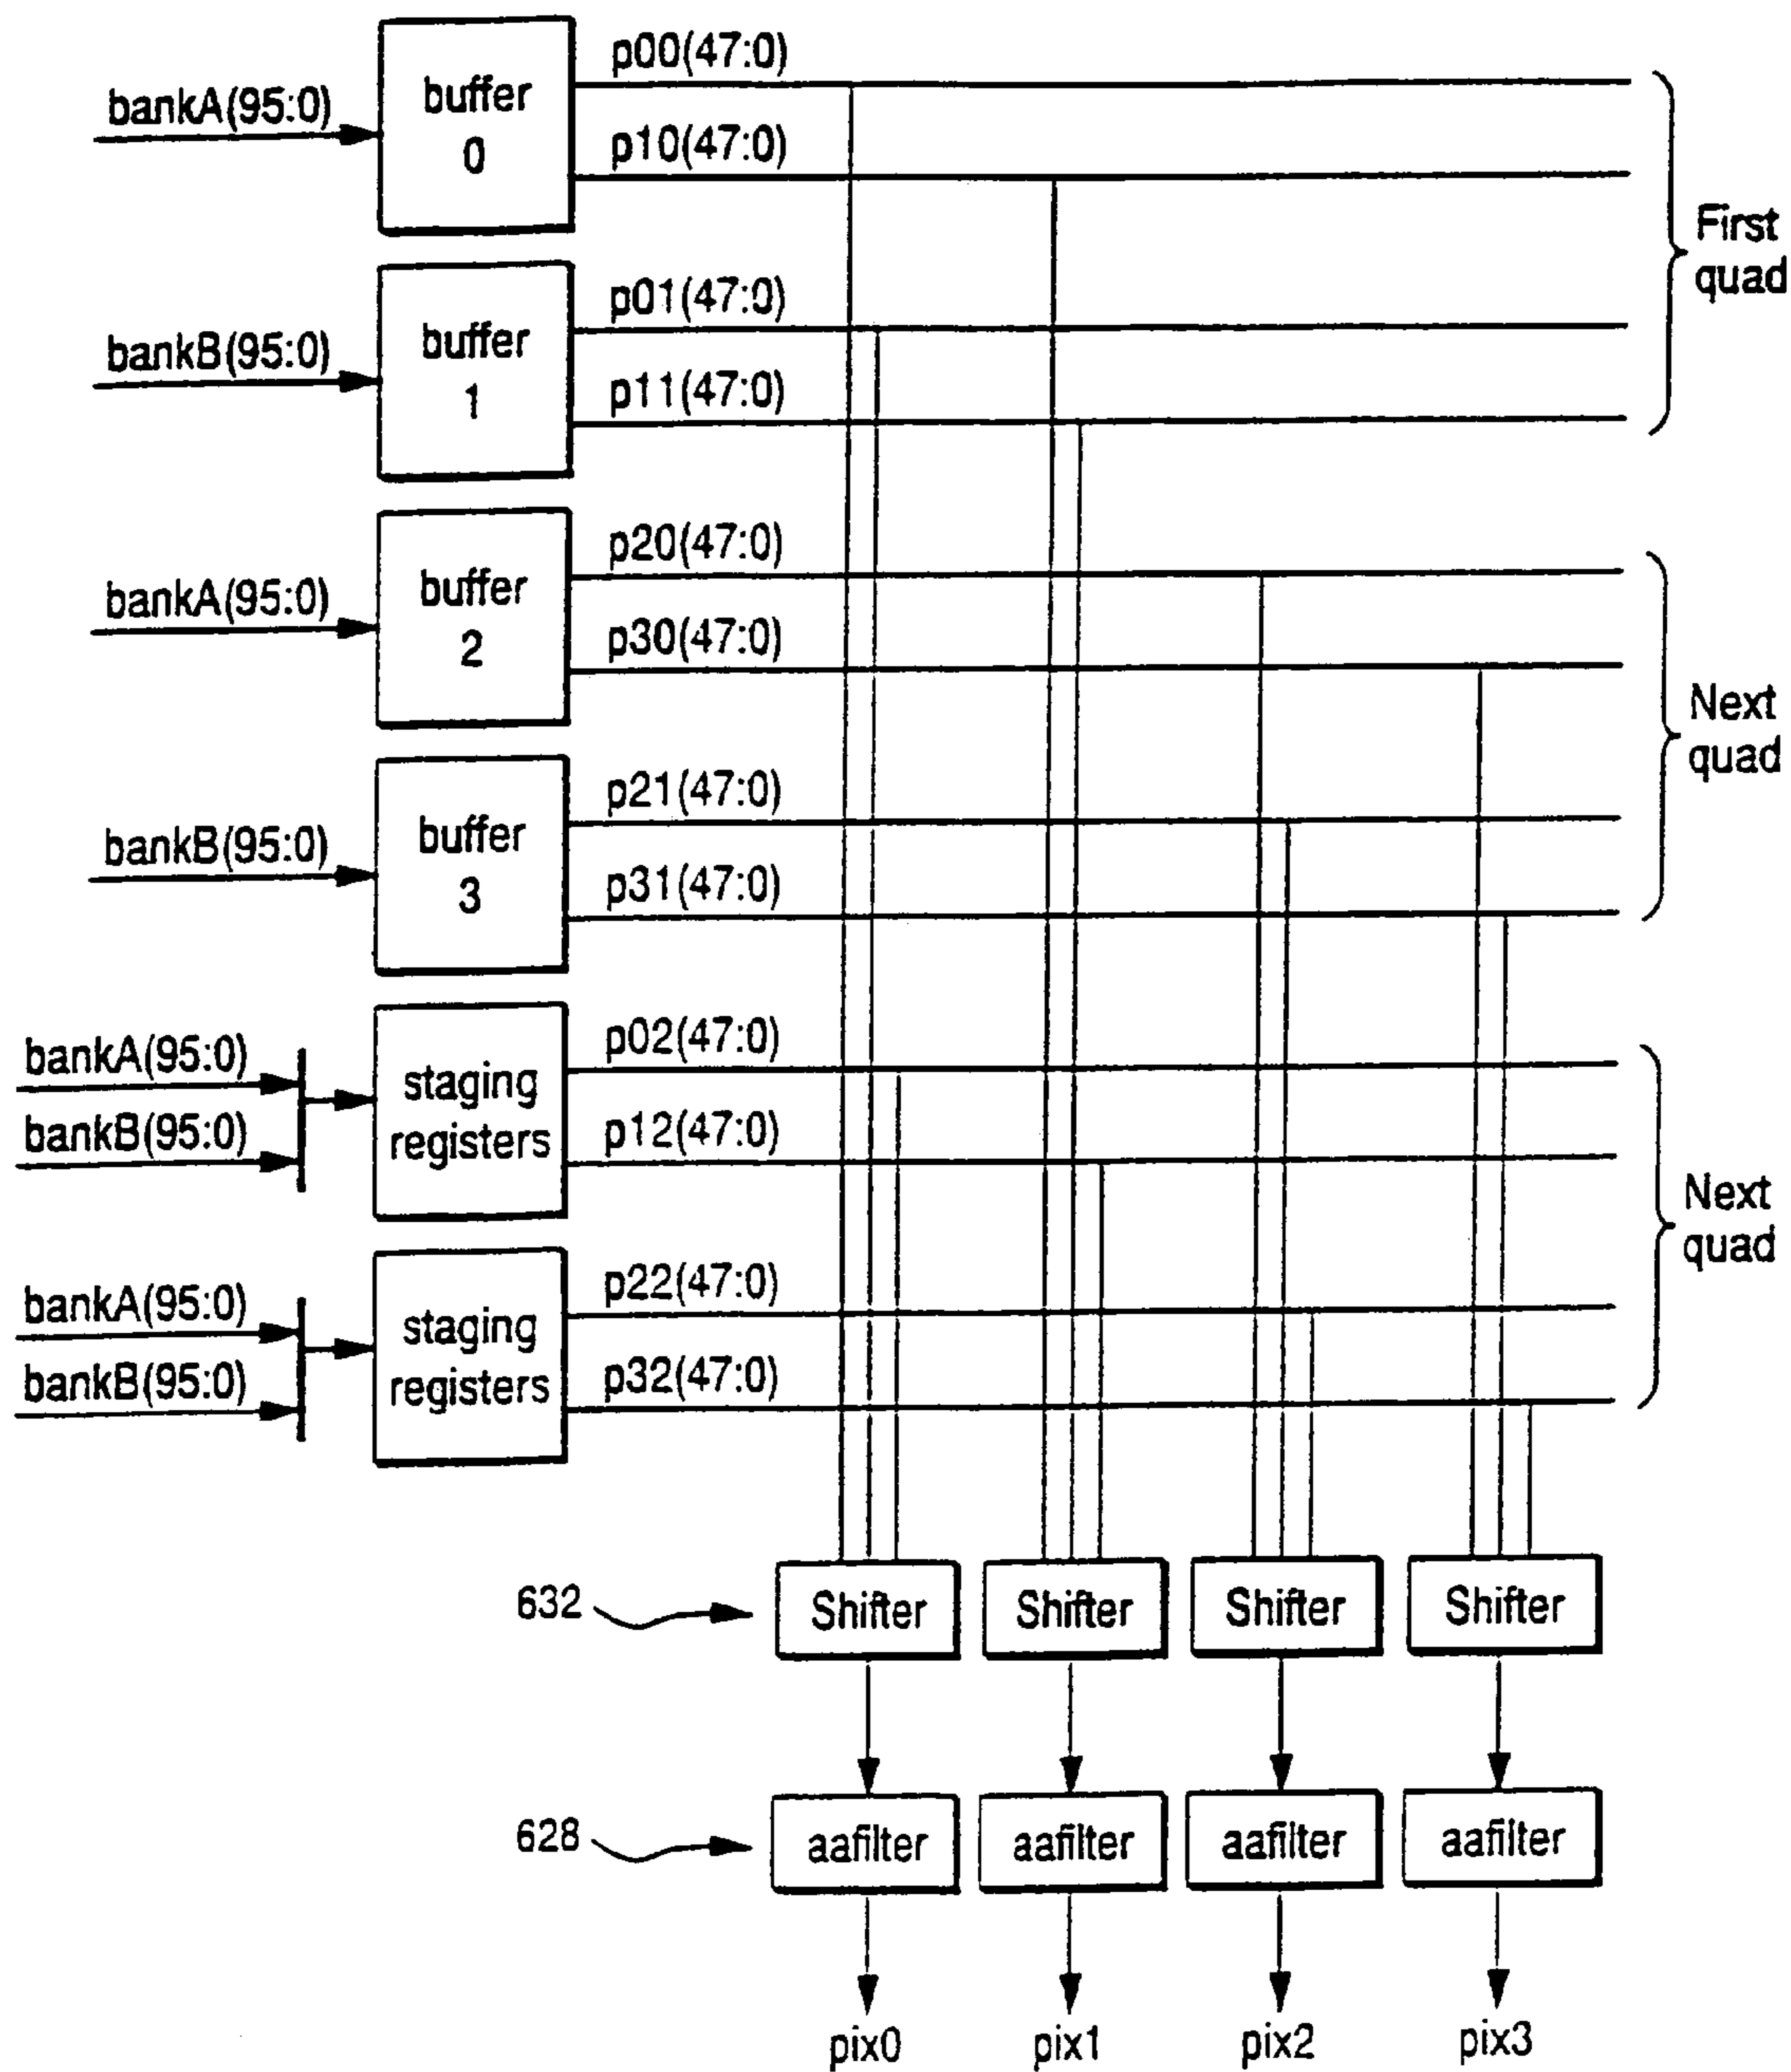 p00(47:0)
bankA(95:0)
buffer
0
p10(47:0)
First
quad
p01(47:0)
bankB(95:0)
buffer
1
p11(47:0)
p20(47:0)
bankA(95:0)
buffer
2
p30(47:0)
Next
quad
p21(47:0)
bankB(95:0)
buffer
3
p31(47:0)
p02(47:0)
bankA(95:0)
bankB(95:0)
staging
registers
p12(47:0)
Next
quad
p22(47:0)
bankA(95:0)
bankB(95:0)
staging
registers
p32(47:0)
632 Shifter Shifter Shifter Shifter
628 aafilter aafilter aafilter aafilter
pix0 pix1 pix2 pix3